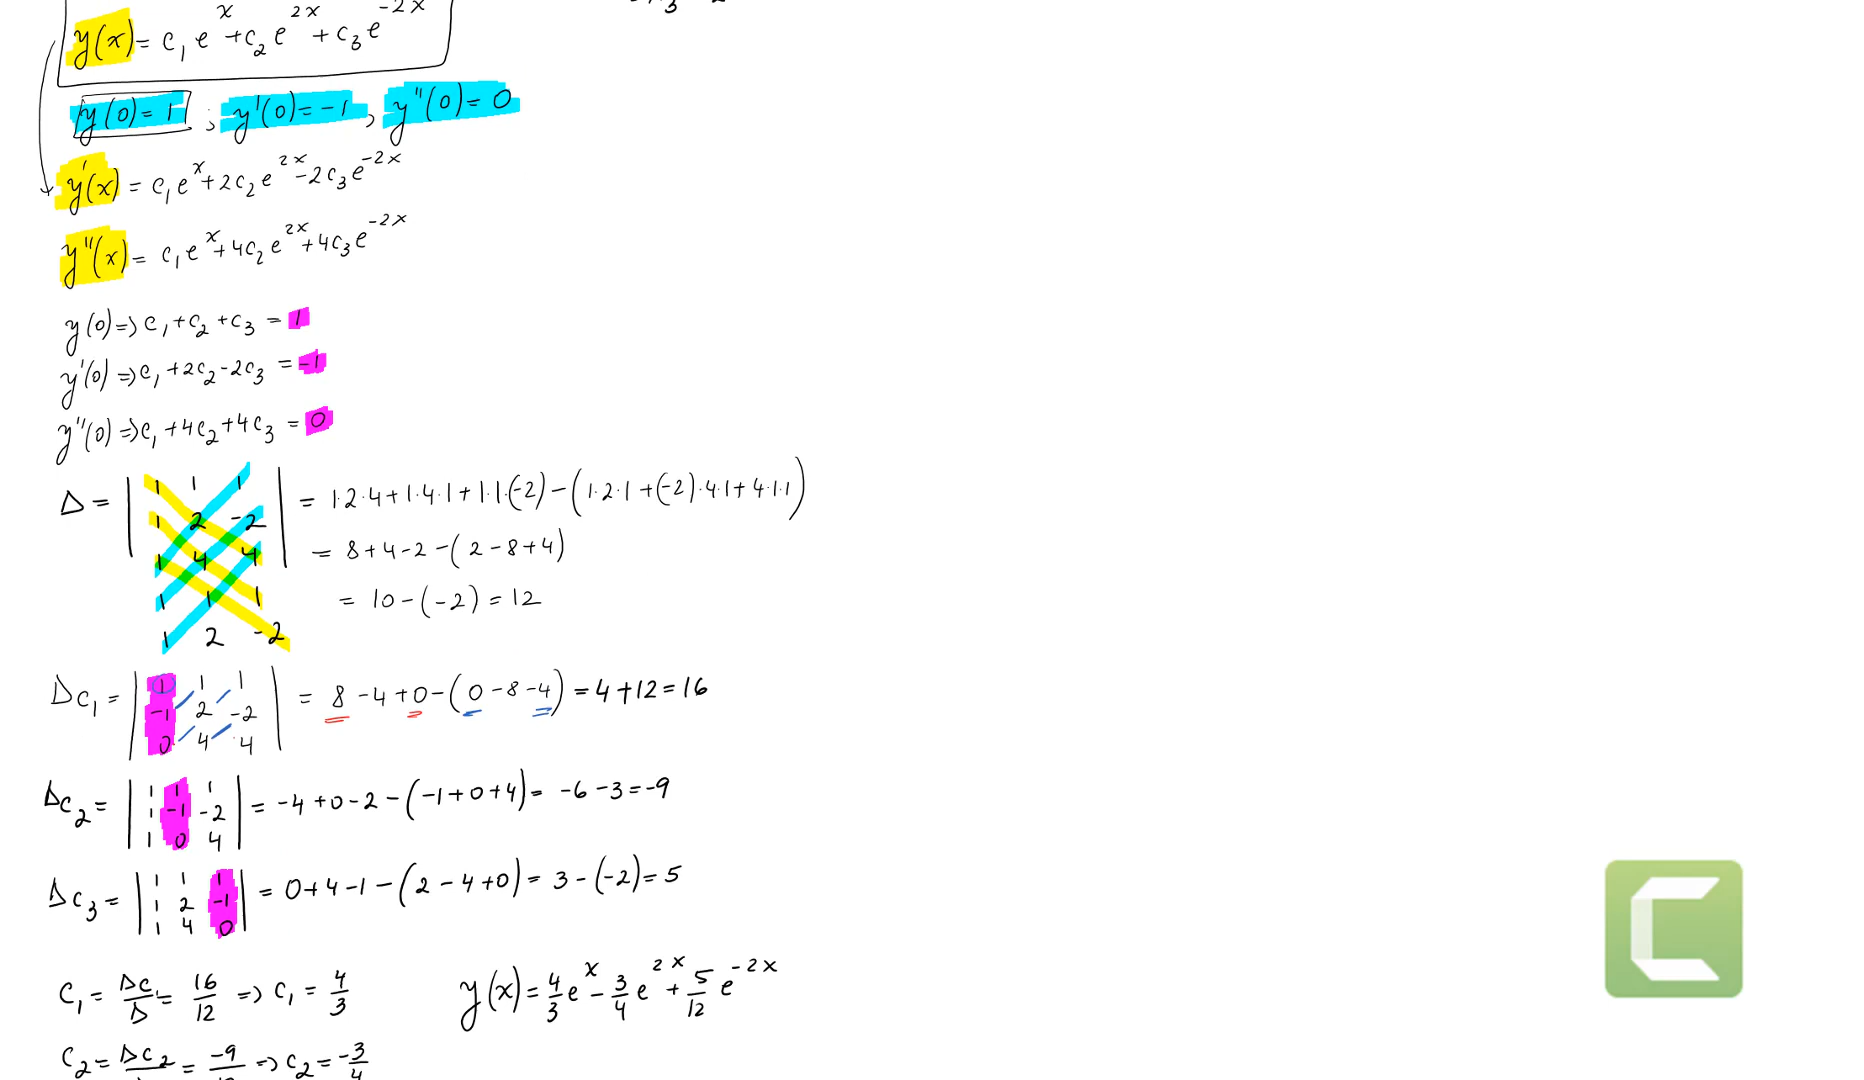 y(x) = c₁eˣ + c₂e²ˣ + c₃e⁻²ˣ
y(0) = 1 ; y'(0) = -1 , y''(0) = 0
y'(x) = c₁eˣ + 2c₂e²ˣ - 2c₃e⁻²ˣ
y''(x) = c₁eˣ + 4c₂e²ˣ + 4c₃e⁻²ˣ
y(0) => c₁ + c₂ + c₃ = 1
y'(0) => c₁ + 2c₂ - 2c₃ = -1
y''(0) => c₁ + 4c₂ + 4c₃ = 0
Δ = | 1 1 1 | = 1·2·4 + 1·4·1 + 1·1·(-2) - (1·2·1 + (-2)·4·1 + 4·1·1)
1 2 -2
1 4 4 = 8 + 4 - 2 - (2 - 8 + 4)
1 1 1 = 10 - (-2) = 12
1 2 -2
Δc₁ = | 1 1 1 | = 8 - 4 + 0 - (0 - 8 - 4) = 4 + 12 = 16
-1 2 -2
0 4 4
Δc₂ = | 1 1 1 | = -4 + 0 - 2 - (-1 + 0 + 4) = -6 - 3 = -9
1 -1 -2
1 0 4
Δc₃ = | 1 1 1 | = 0 + 4 - 1 - (2 - 4 + 0) = 3 - (-2) = 5
1 2 -1
1 4 0
c₁ = Δc₁/Δ = 16/12 => c₁ = 4/3
y(x) = 4/3 eˣ - 3/4 e²ˣ + 5/12 e⁻²ˣ
c₂ = Δc₂ = -9 => c₂ = -3/4